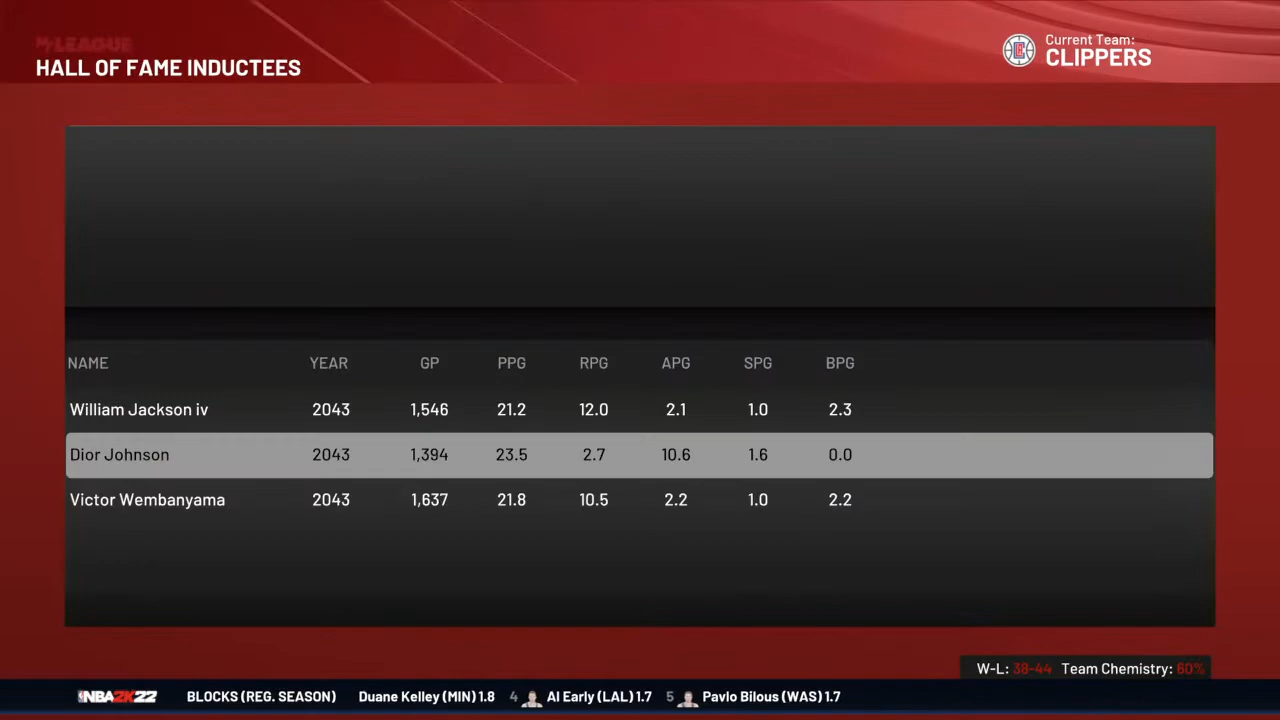 MyLEAGUE
HALL OF FAME INDUCTEES
Current Team:
CLIPPERS
NAME YEAR GP PPG RPG APG SPG BPG
William Jackson iv 2043 1,546 21.2 12.0 2.1 1.0 2.3
Dior Johnson 2043 1,394 23.5 2.7 10.6 1.6 0.0
Victor Wembanyama 2043 1,637 21.8 10.5 2.2 1.0 2.2
W-L: 38-44 Team Chemistry: 60%
NBA2K22 BLOCKS (REG. SEASON) Duane Kelley (MIN) 1.8 4 Al Early (LAL) 1.7 5 Pavlo Bilous (WAS) 1.7